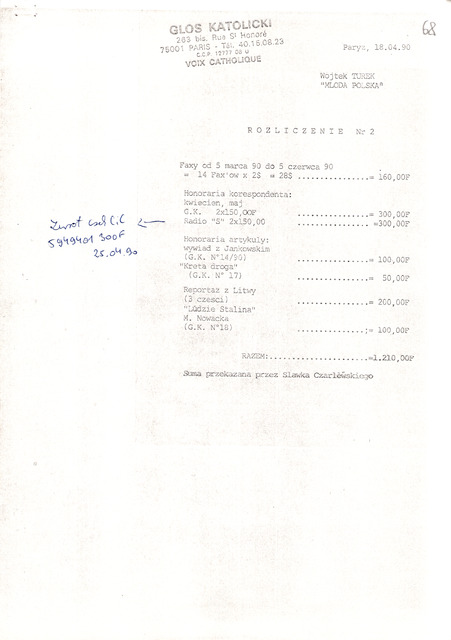 GLOS KATOLICKI
263 bis, Rue St Honoré
75001 PARIS - Tél. 40.15.08.23
C.C.P. 12777 08 U
VOIX CATHOLIQUE
68
Paryż, 18.04.90
Wojtek TUREK
"MŁODA POLSKA"
ROZLICZENIE Nr 2
Faxy od 5 marca 90 do 5 czerwca 90
= 14 Fax'ow x 2$ = 28$ ...............= 160,00F
Honoraria korespondenta:
kwiecien, maj
G.K. 2x150,00F ...............= 300,00F
Radio "S" 2x150,00 ...............=300,00F
Zwrot
5949401 300F
25.04.90
Honoraria artykuly:
wywiad z Jankowskim
(G.K. N°14/90) ...............= 100,00F
"Kreta droga"
(G.K. N° 17) ...............= 50,00F
Reportaz z Litwy
(3 czesci) ...............= 200,00F
"Ludzie Stalina"
M. Nowacka
(G.K. N°18) ...............= 100,00F
RAZEM:.....................=1.210,00F
Suma przekazana przez Slawka Czarlewskiego